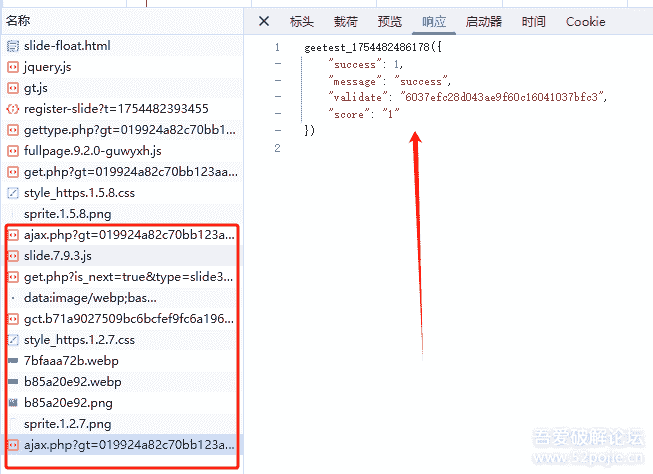 名称
标头 载荷 预览 响应 启动器 时间 Cookie
slide-float.html
jquery.js
gt.js
register-slide?t=1754482393455
gettype.php?gt=019924a82c70bb1...
fullpage.9.2.0-guwyxh.js
get.php?gt=019924a82c70bb123aa...
style_https.1.5.8.css
sprite.1.5.8.png
ajax.php?gt=019924a82c70bb123a...
slide.7.9.3.js
get.php?is_next=true&type=slide3...
data:image/webp;bas...
gct.b71a9027509bc6bcfef9fc6a196...
style_https.1.2.7.css
7bfaaa72b.webp
b85a20e92.webp
b85a20e92.png
sprite.1.2.7.png
ajax.php?gt=019924a82c70bb123a...
1 geetest_1754482486178({
- "success": 1,
- "message": "success",
- "validate": "6037efc28d043ae9f60c16041037bfc3",
- "score": "1"
- })
2
吾爱破解论坛
www.52pojie.cn